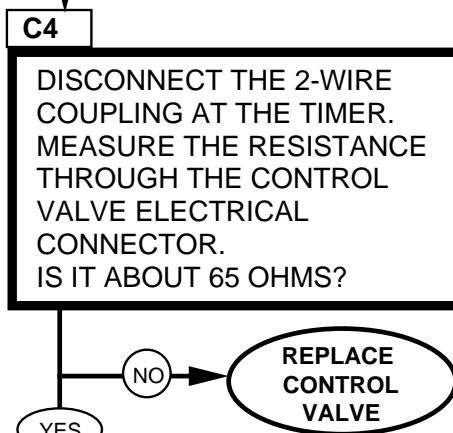 C4
DISCONNECT THE 2-WIRE
COUPLING AT THE TIMER.
MEASURE THE RESISTANCE
THROUGH THE CONTROL
VALVE ELECTRICAL
CONNECTOR.
IS IT ABOUT 65 OHMS?
NO
REPLACE
CONTROL
VALVE
YES